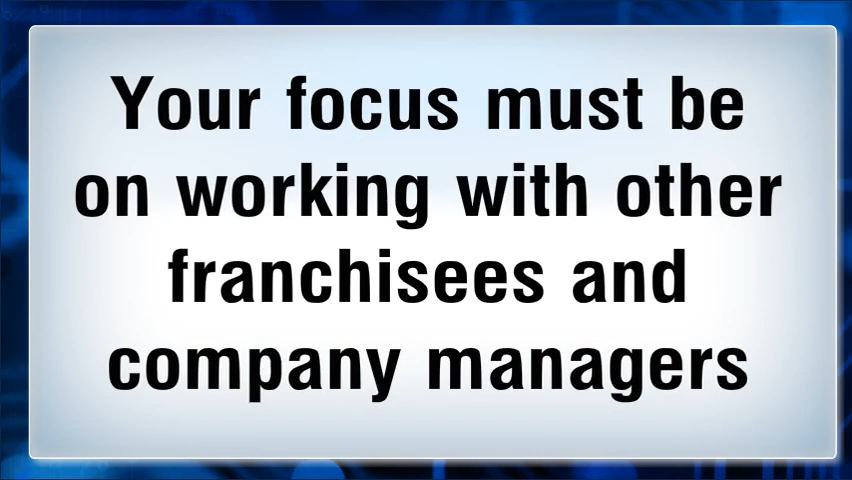 Your focus must be
on working with other
franchisees and
company managers